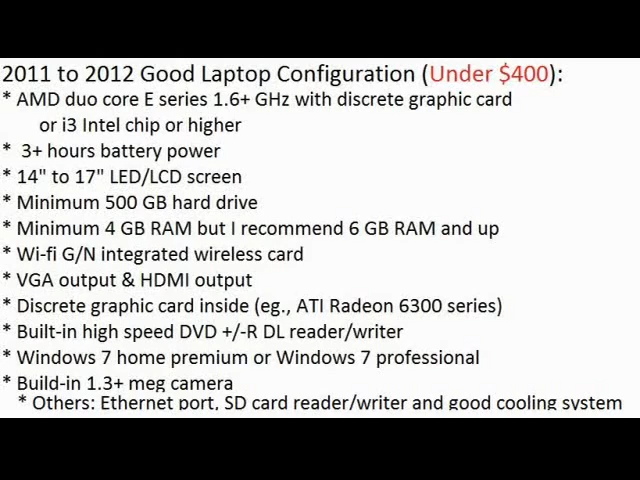 2011 to 2012 Good Laptop Configuration (Under $400):
* AMD duo core E series 1.6+ GHz with discrete graphic card
or i3 Intel chip or higher
* 3+ hours battery power
* 14" to 17" LED/LCD screen
* Minimum 500 GB hard drive
* Minimum 4 GB RAM but I recommend 6 GB RAM and up
* Wi-fi G/N integrated wireless card
* VGA output & HDMI output
* Discrete graphic card inside (eg., ATI Radeon 6300 series)
* Built-in high speed DVD +/-R DL reader/writer
* Windows 7 home premium or Windows 7 professional
* Build-in 1.3+ meg camera
* Others: Ethernet port, SD card reader/writer and good cooling system